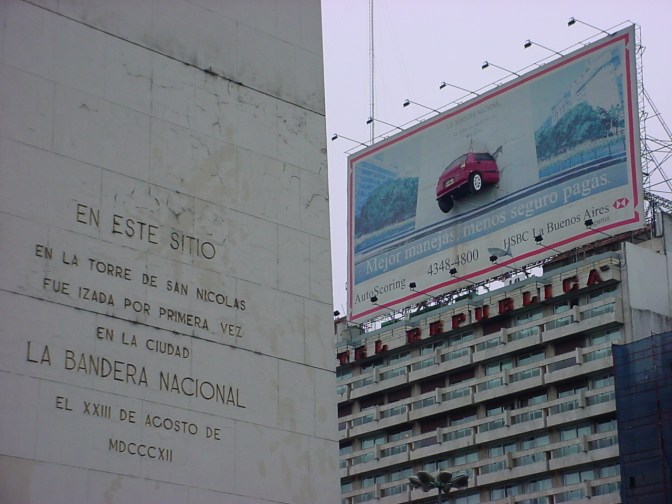 EN ESTE SITIO
EN LA TORRE DE SAN NICOLAS
FUE IZADA POR PRIMERA VEZ
EN LA CIUDAD
LA BANDERA NACIONAL
EL XXIII DE AGOSTO DE
MDCCCXII
Mejor manejas, menos seguro pagas.
AutoScoring
4348-4800
HSBC La Buenos Aires
TEL REPUBLICA